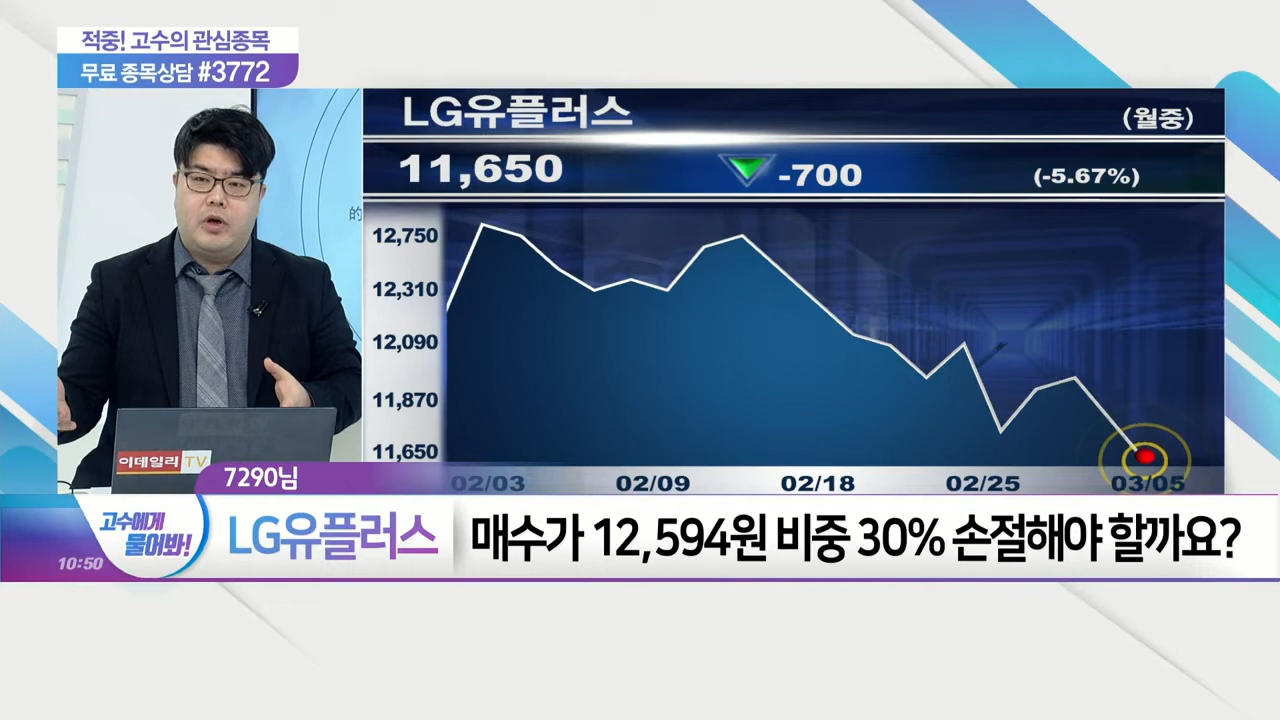 적중! 고수의 관심종목
무료 종목상담 #3772
LG유플러스
(월중)
11,650
-700
(-5.67%)
的
12,750
12,310
12,090
11,870
11,650
02/03
02/09
02/18
02/25
03/05
이데일리TV
7290님
고수에게
물어봐!
10:50
LG유플러스
매수가 12,594원 비중 30% 손절해야 할까요?